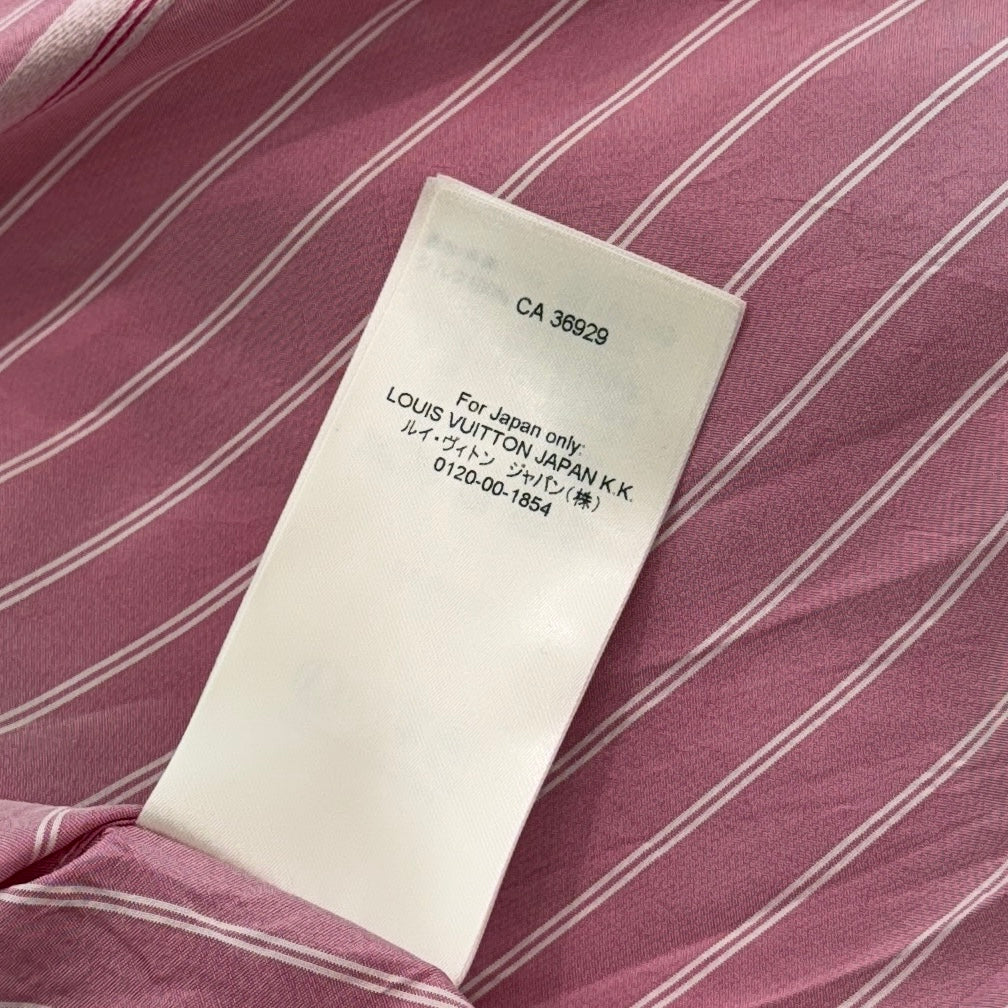 CA 36929
For Japan only:
LOUIS VUITTON JAPAN K.K.
ルイ・ヴィトン ジャパン(株)
0120-00-1854